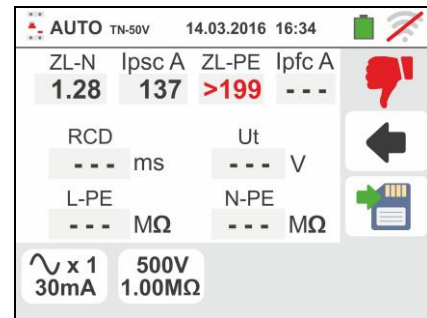 AUTO TN-50V 14.03.2016 16:34
ZL-N Ipsc A ZL-PE Ipfc A
1.28 137 >199 - - -
RCD Ut
- - - ms - - - V
L-PE N-PE
- - - MΩ - - - MΩ
x 1 500V
30mA 1.00MΩ